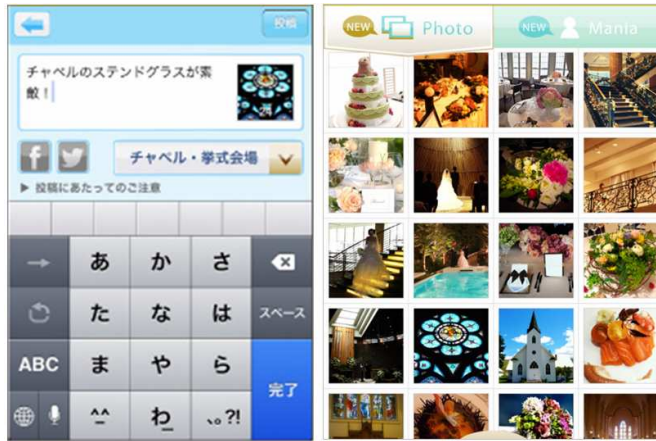 投稿
チャペルのステンドグラスが素
敵！
チャペル・挙式会場
▶ 投稿にあたってのご注意
→ あ か さ
た な は スペース
ABC ま や ら
完了
^^ わ 、。?!
NEW Photo NEW Mania